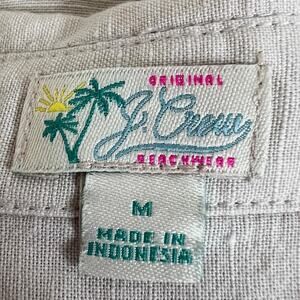 ORIGINAL
J. Crew
BEACHWEAR
M
MADE IN
INDONESIA